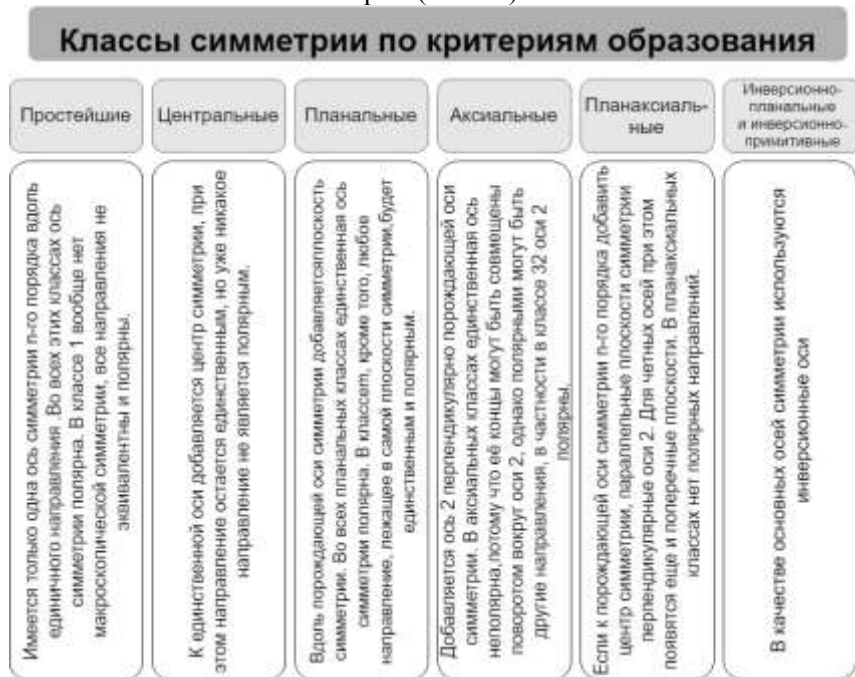 Классы симметрии по критериям образования
Простейшие
Центральные
Планальные
Аксиальные
Планаксиаль-
ные
Инверсионно-
планальные
и инверсионно-
примитивные
Имеется только одна ось симметрии n-го порядка вдоль
единичного направления. Во всех этих классах ось
симметрии полярна. В классе 1 вообще нет
макроскопической симметрии, все направления не
эквивалентны и полярны.
К единственной оси добавляется центр симметрии, при
этом направление остается единственным, но уже никакое
направление не является полярным.
Вдоль порождающей оси симметрии добавляетсяплоскость
симметрии. Во всех планальных классах единственная ось
симметрии полярна. В классеm, кроме того, любое
направление, лежащее в самой плоскости симметрии,будет
единственным и полярным.
Добавляется ось 2 перпендикулярно порождающей оси
симметрии. В аксиальных классах единственная ось
неполярна,потому что её концы могут быть совмещены
поворотом вокруг оси 2, однако полярными могут быть
другие направления, в частности в классе 32 оси 2
полярны.
Если к порождающей оси симметрии n-го порядка добавить
центр симметрии, параллельные плоскости симметрии
перпендикулярные оси 2. Для четных осей при этом
появятся еще и поперечные плоскости. В планаксиальных
классах нет полярных направлений.
В качестве основных осей симметрии используются
инверсионные оси